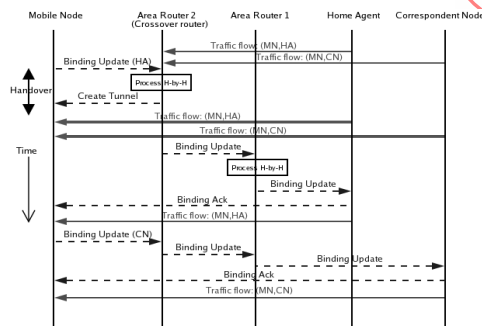 Mobile Node
Area Router 2
(Crossover router)
Area Router 1
Home Agent
Correspondent Node
Traffic flow: (MN,HA)
Traffic flow: (MN,CN)
Binding Update (HA)
Process H-by-H
Handover
Create Tunnel
Traffic flow: (MN,HA)
Traffic flow: (MN,CN)
Time
Binding Update
Process H-by-H
Binding Update
Binding Ack
Traffic flow: (MN,HA)
Binding Update (CN)
Binding Update
Binding Update
Binding Ack
Traffic flow: (MN,CN)